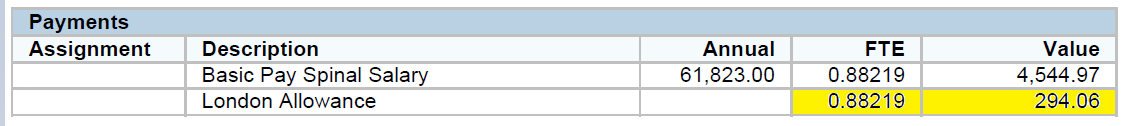 Payments
Assignment Description Annual FTE Value
Basic Pay Spinal Salary 61,823.00 0.88219 4,544.97
London Allowance 0.88219 294.06